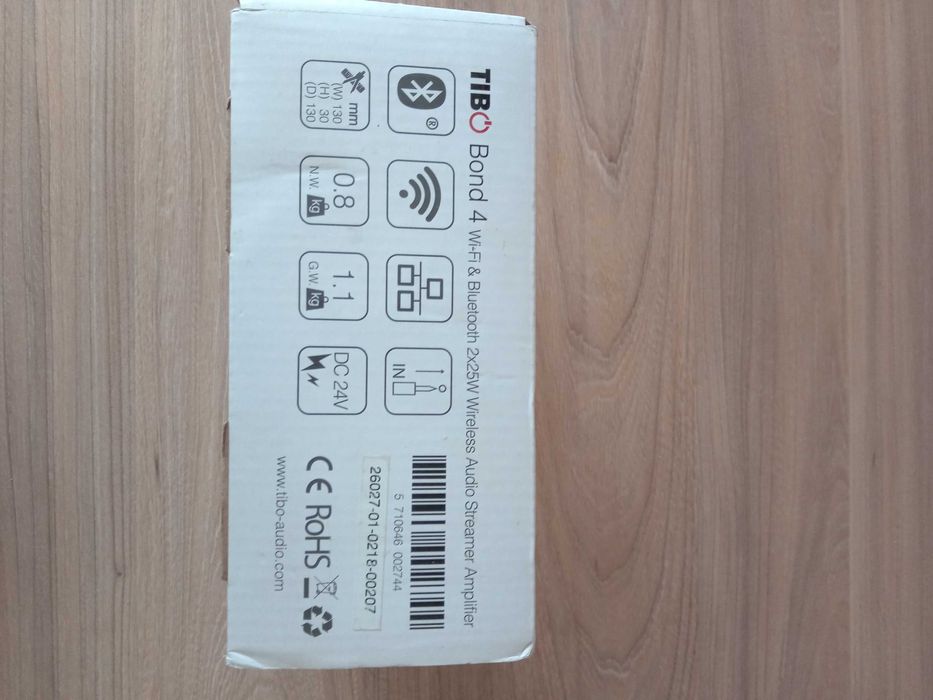 TIBO Bond 4 Wi-Fi & Bluetooth 2x25W Wireless Audio Streamer Amplifier
®
IN
5 710646 002744
26027-01-0218-00207
mm
(W) 130
(H) 30
(D) 130
0.8
N.W. kg
1.1
G.W. kg
DC 24V
CE RoHS
www.tibo-audio.com